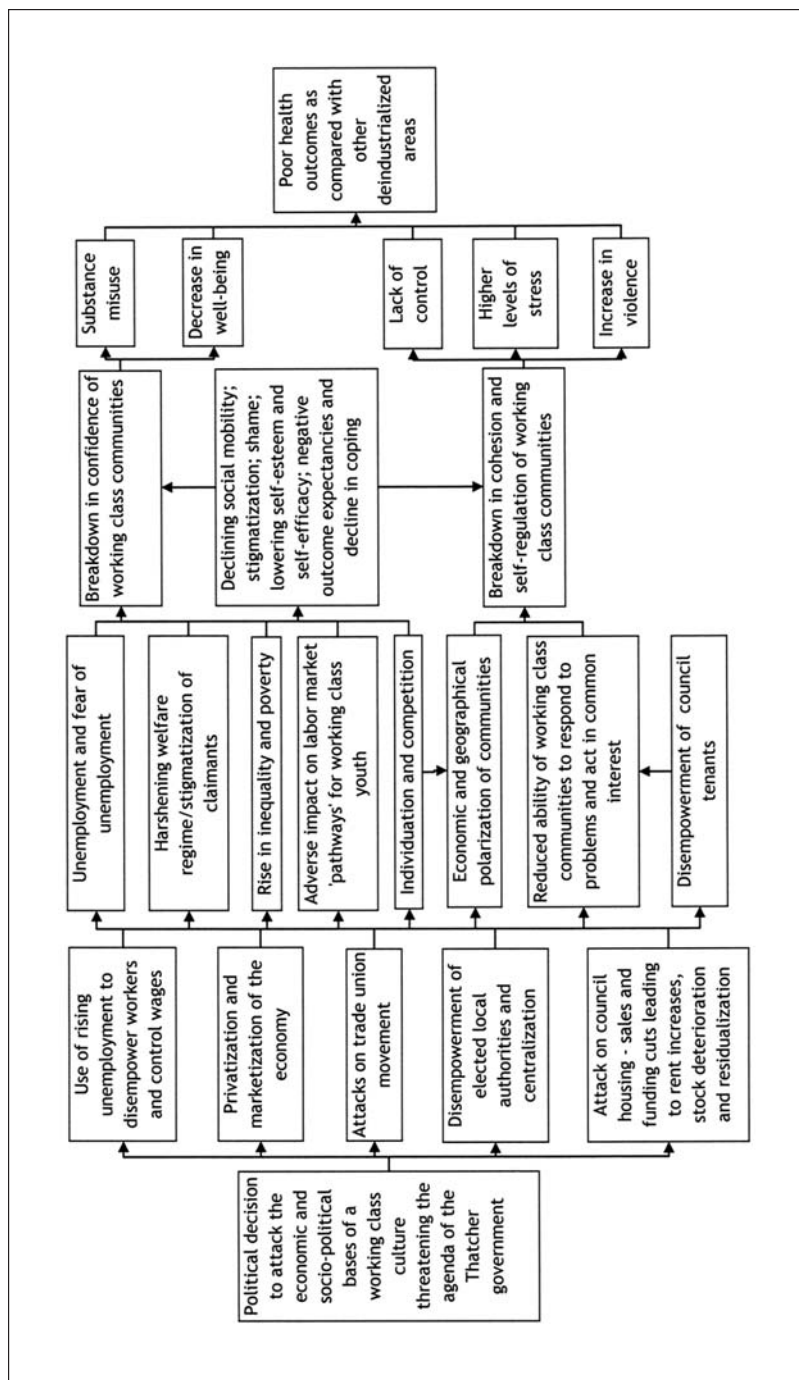 Political decision
to attack the
economic and
socio-political
bases of a
working class
culture
threatening the
agenda of the
Thatcher
government
Use of rising
unemployment to
disempower workers
and control wages
Privatization and
marketization of the
economy
Attacks on trade union
movement
Disempowerment of
elected local
authorities and
centralization
Attack on council
housing - sales and
funding cuts leading
to rent increases,
stock deterioration
and residualization
Unemployment and fear of
unemployment
Harshening welfare
regime/stigmatization of
claimants
Rise in inequality and poverty
Adverse impact on labor market
'pathways' for working class
youth
Individuation and competition
Economic and geographical
polarization of communities
Reduced ability of working class
communities to respond to
problems and act in common
interest
Disempowerment of council
tenants
Breakdown in confidence of
working class communities
Declining social mobility;
stigmatization; shame;
lowering self-esteem and
self-efficacy; negative
outcome expectancies and
decline in coping
Breakdown in cohesion and
self-regulation of working
class communities
Substance
misuse
Decrease in
well-being
Lack of
control
Higher
levels of
stress
Increase in
violence
Poor health
outcomes as
compared with
other
deindustrialized
areas